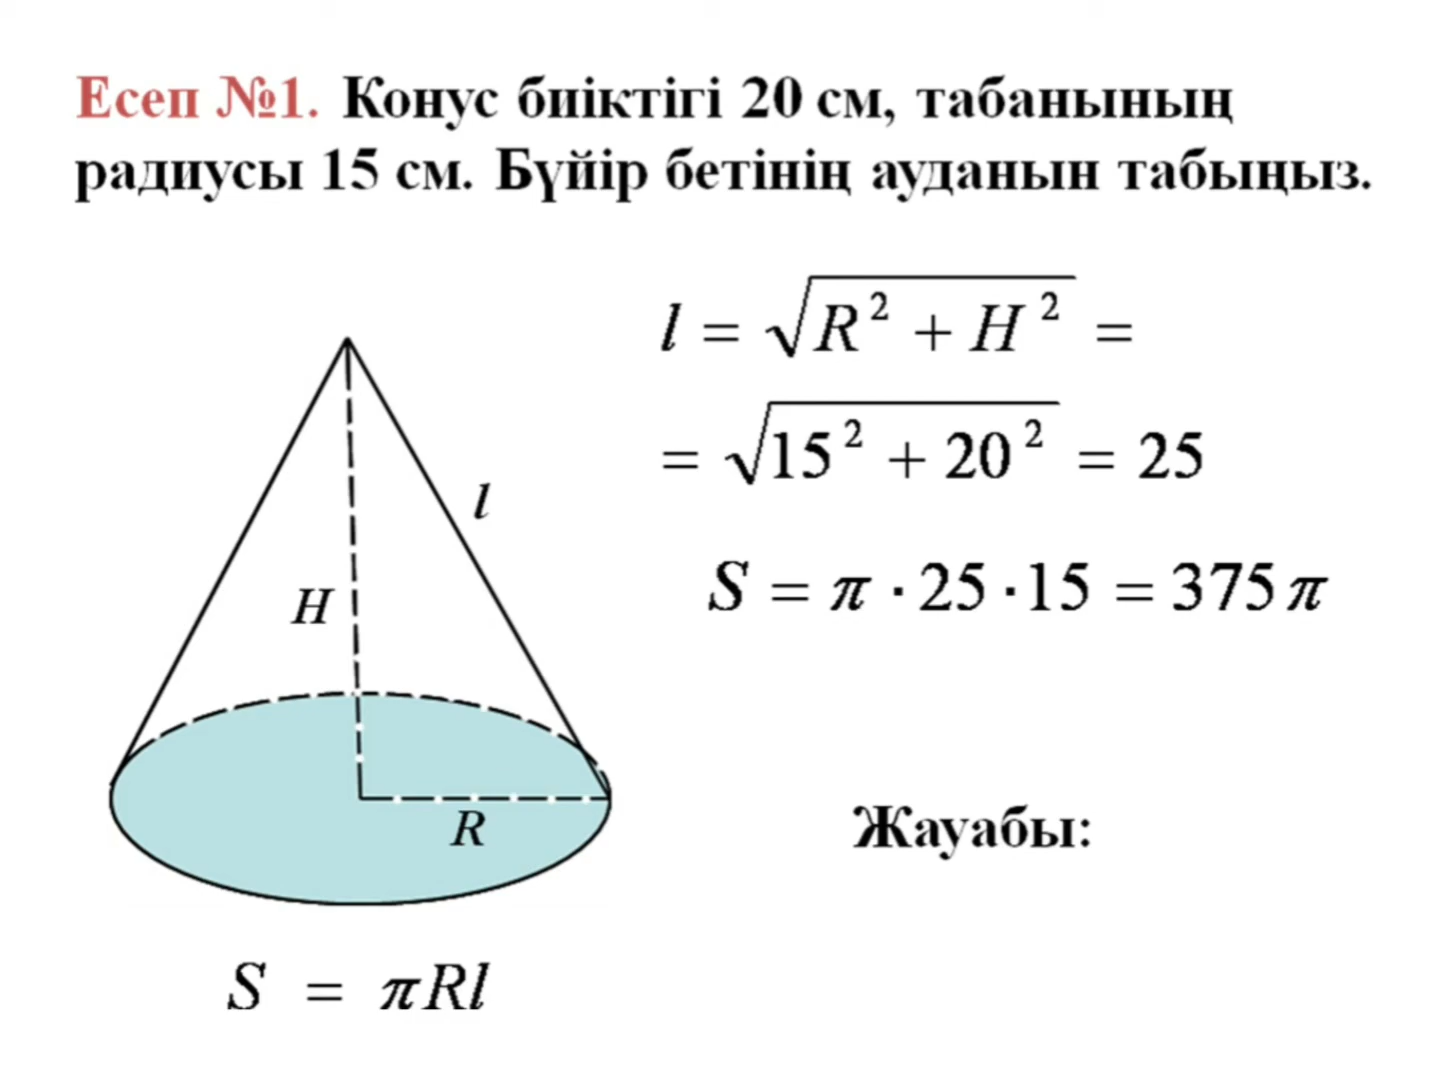 Есеп №1. Конус биіктігі 20 см, табанының
радиусы 15 см. Бүйір бетінің ауданын табыңыз.
l = √(R² + H²) =
= √(15² + 20²) = 25
l
S = π · 25 · 15 = 375π
H
R
Жауабы:
S = πRl